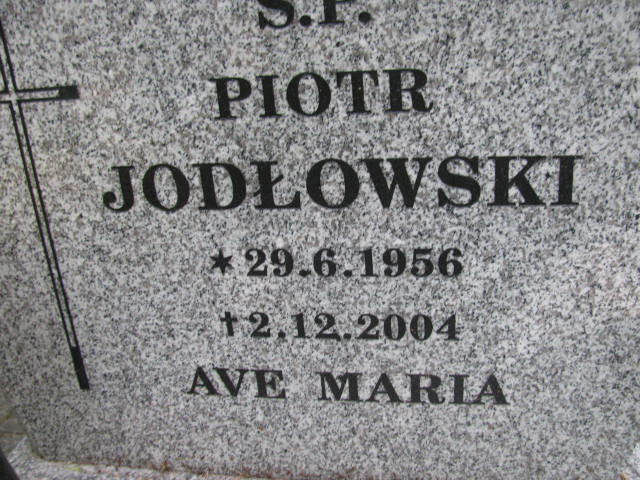 Ś.P.
PIOTR
JODŁOWSKI
★ 29.6.1956
✝ 2.12.2004
AVE MARIA